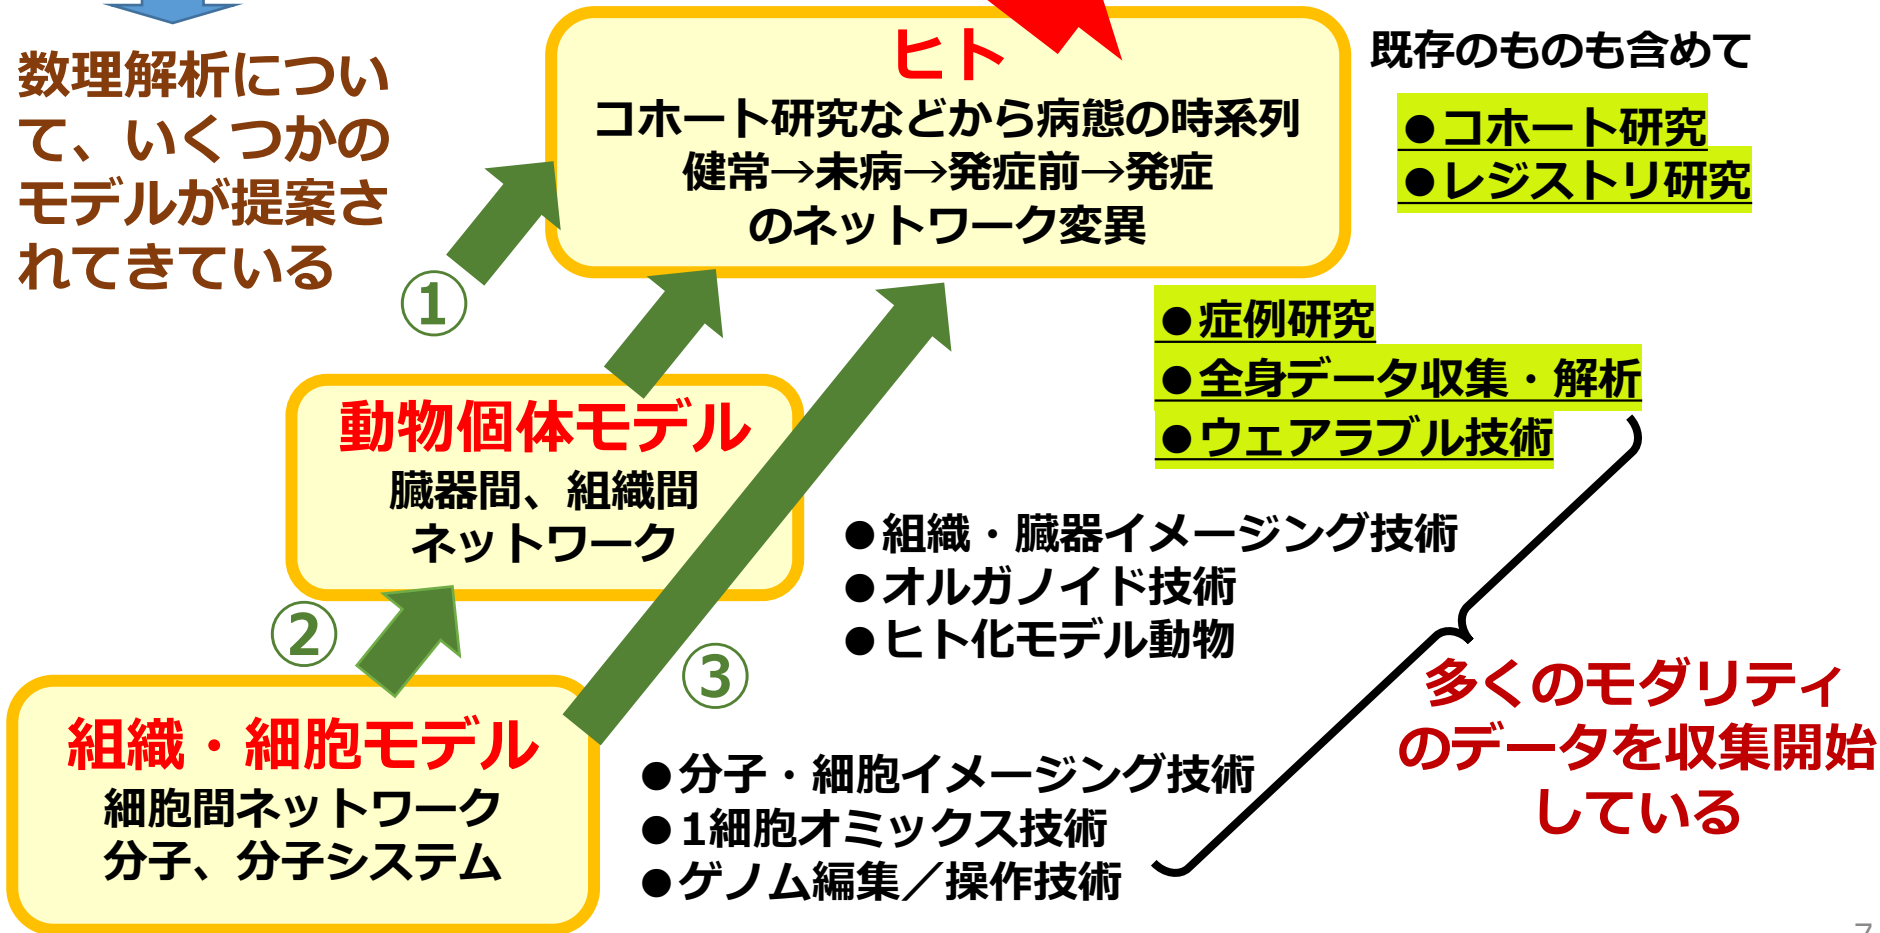 数理解析につい
て、いくつかの
モデルが提案さ
れてきている
ヒト
コホート研究などから病態の時系列
健常→未病→発症前→発症
のネットワーク変異
既存のものも含めて
●コホート研究
●レジストリ研究
①
●症例研究
●全身データ収集・解析
●ウェアラブル技術
動物個体モデル
臓器間、組織間
ネットワーク
●組織・臓器イメージング技術
●オルガノイド技術
●ヒト化モデル動物
②
③
組織・細胞モデル
細胞間ネットワーク
分子、分子システム
●分子・細胞イメージング技術
●1細胞オミックス技術
●ゲノム編集／操作技術
多くのモダリティ
のデータを収集開始
している
7